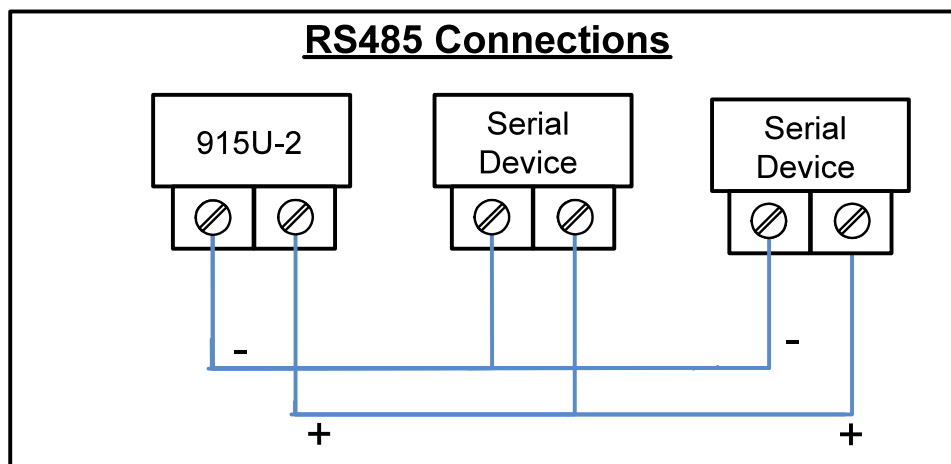 RS485 Connections
915U-2
Serial
Device
Serial
Device
-
-
+
+